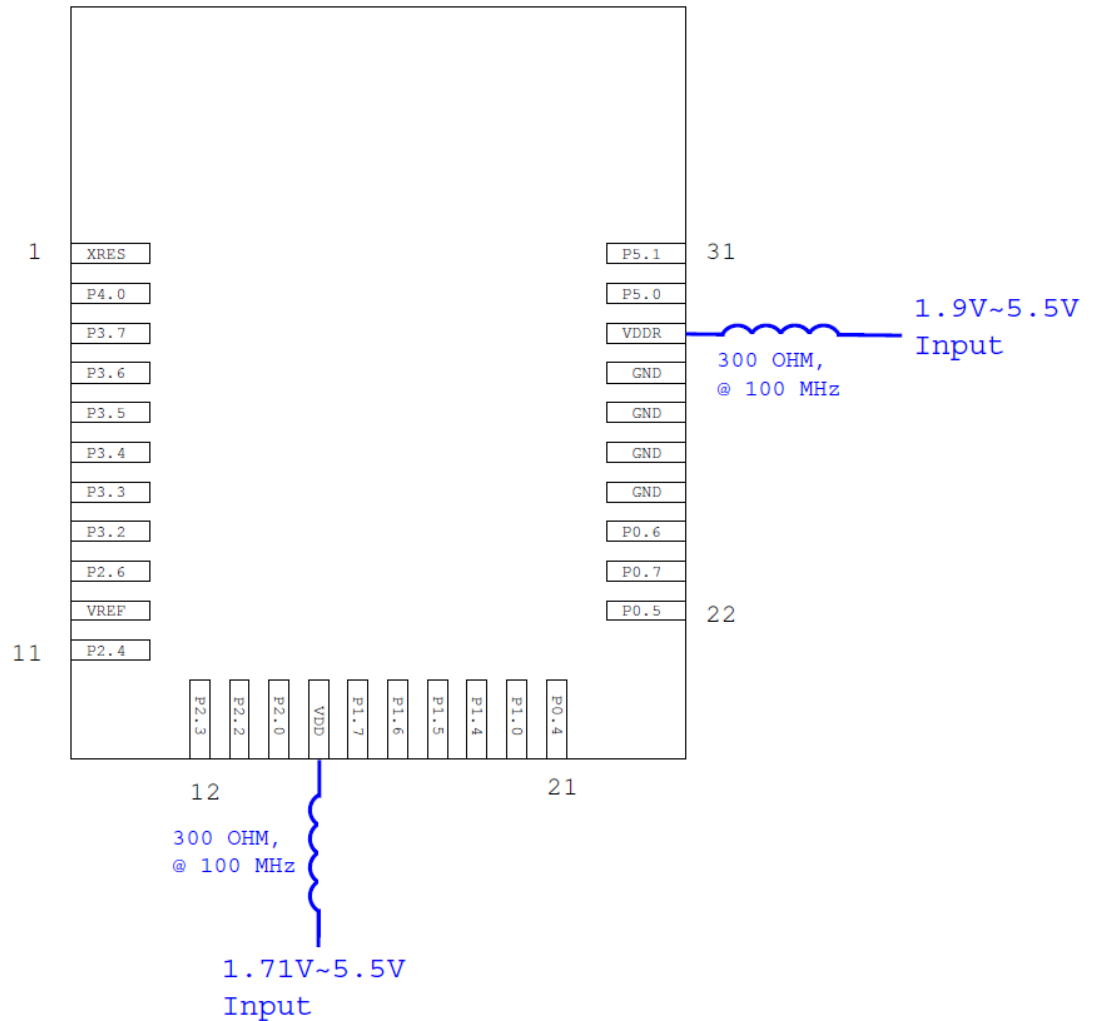 1
XRES
P4.0
P3.7
P3.6
P3.5
P3.4
P3.3
P3.2
P2.6
VREF
11
P2.4
P5.1
31
P5.0
VDDR
GND
GND
GND
GND
P0.6
P0.7
P0.5
22
1.9V~5.5V
Input
300 OHM,
@ 100 MHz
P2.3
P2.2
P2.0
VDD
P1.7
P1.6
P1.5
P1.4
P1.0
P0.4
12
21
300 OHM,
@ 100 MHz
1.71V~5.5V
Input